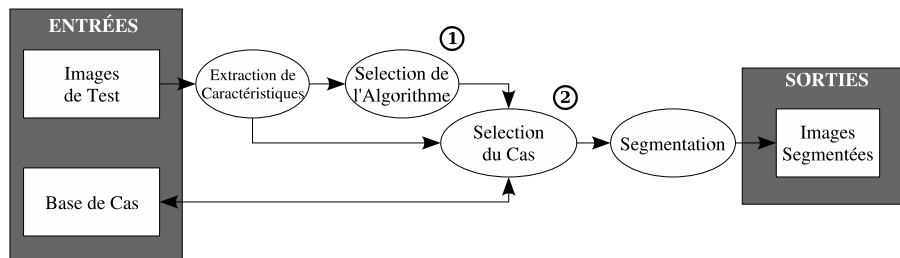 ENTRÉES
Images
de Test
Extraction de
Caractéristiques
1
Selection de
l'Algorithme
2
Selection
du Cas
Segmentation
SORTIES
Images
Segmentées
Base de Cas